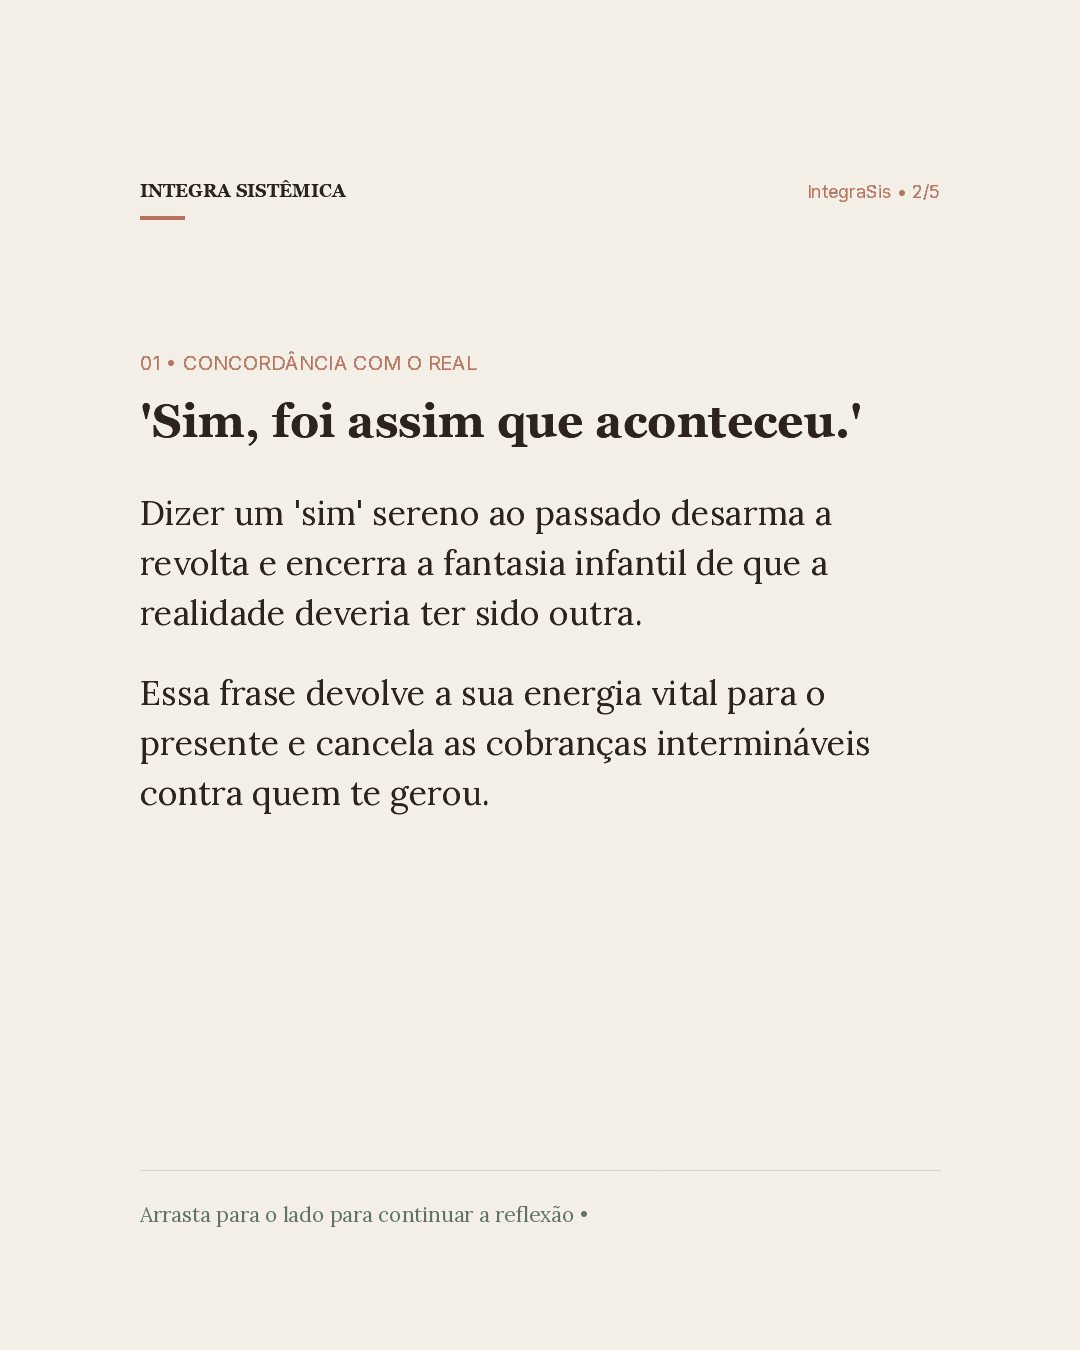 INTEGRA SISTÊMICA
IntegraSis • 2/5
01 • CONCORDÂNCIA COM O REAL
'Sim, foi assim que aconteceu.'
Dizer um 'sim' sereno ao passado desarma a
revolta e encerra a fantasia infantil de que a
realidade deveria ter sido outra.
Essa frase devolve a sua energia vital para o
presente e cancela as cobranças intermináveis
contra quem te gerou.
Arrasta para o lado para continuar a reflexão •